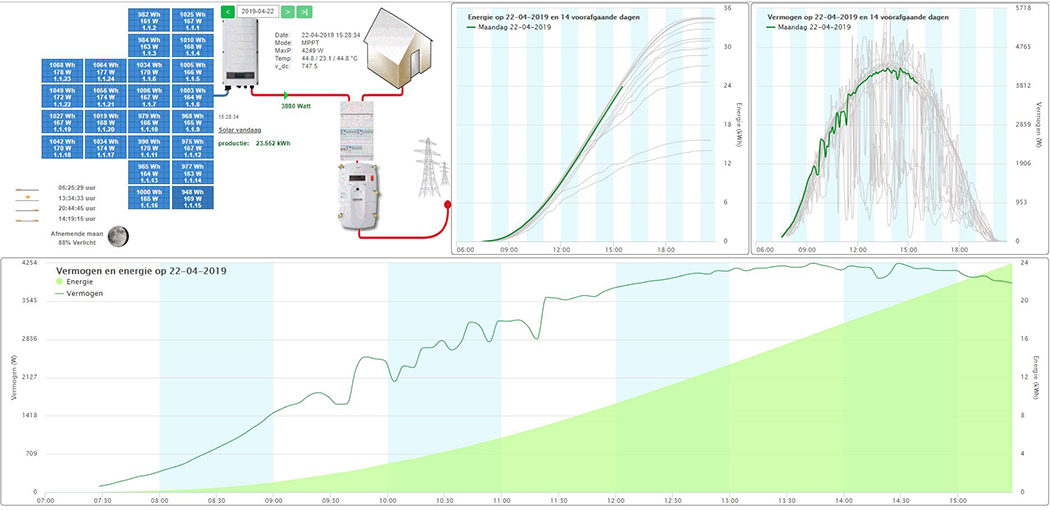 982 Wh 1025 Wh
161 W 167 W
1.1.2 1.1.1
984 Wh 1010 Wh
163 W 168 W
1.1.3 1.1.4
1068 Wh 1064 Wh 1034 Wh 1005 Wh
178 W 177 W 170 W 166 W
1.1.23 1.1.24 1.1.6 1.1.5
1049 Wh 1056 Wh 1006 Wh 1003 Wh
172 W 174 W 167 W 164 W
1.1.22 1.1.21 1.1.7 1.1.8
1027 Wh 1019 Wh 979 Wh 968 Wh
167 W 168 W 166 W 165 W
1.1.19 1.1.20 1.1.10 1.1.9
1042 Wh 1034 Wh 990 Wh 975 Wh
170 W 174 W 170 W 167 W
1.1.18 1.1.17 1.1.11 1.1.12
965 Wh 977 Wh
164 W 163 W
1.1.13 1.1.14
1000 Wh 948 Wh
165 W 169 W
1.1.16 1.1.15
06:25:29 uur
13:34:33 uur
20:44:45 uur
14:19:15 uur
Afnemende maan
88% Verlicht
< 2019-04-22 > >|
Date: 22-04-2019 15:28:34
Mode: MPPT
MaxP: 4249 W
Temp: 44.8 / 23.1 / 44.8 °C
v_dc: 747.5
3880 Watt
15:28:34
Solar vandaag
productie: 23.552 kWh
Energie op 22-04-2019 en 14 voorafgaande dagen
Maandag 22-04-2019
36
30
24
18
12
6
0
Energie (kWh)
06:00 09:00 12:00 15:00 18:00
Vermogen op 22-04-2019 en 14 voorafgaande dagen
Maandag 22-04-2019
5718
4765
3812
2859
1906
953
0
Vermogen (W)
06:00 09:00 12:00 15:00 18:00
Vermogen en energie op 22-04-2019
Energie
Vermogen
4254
3545
2836
2127
1418
709
0
Vermogen (W)
24
20
16
12
8
4
0
Energie (kWh)
07:00 07:30 08:00 08:30 09:00 09:30 10:00 10:30 11:00 11:30 12:00 12:30 13:00 13:30 14:00 14:30 15:00